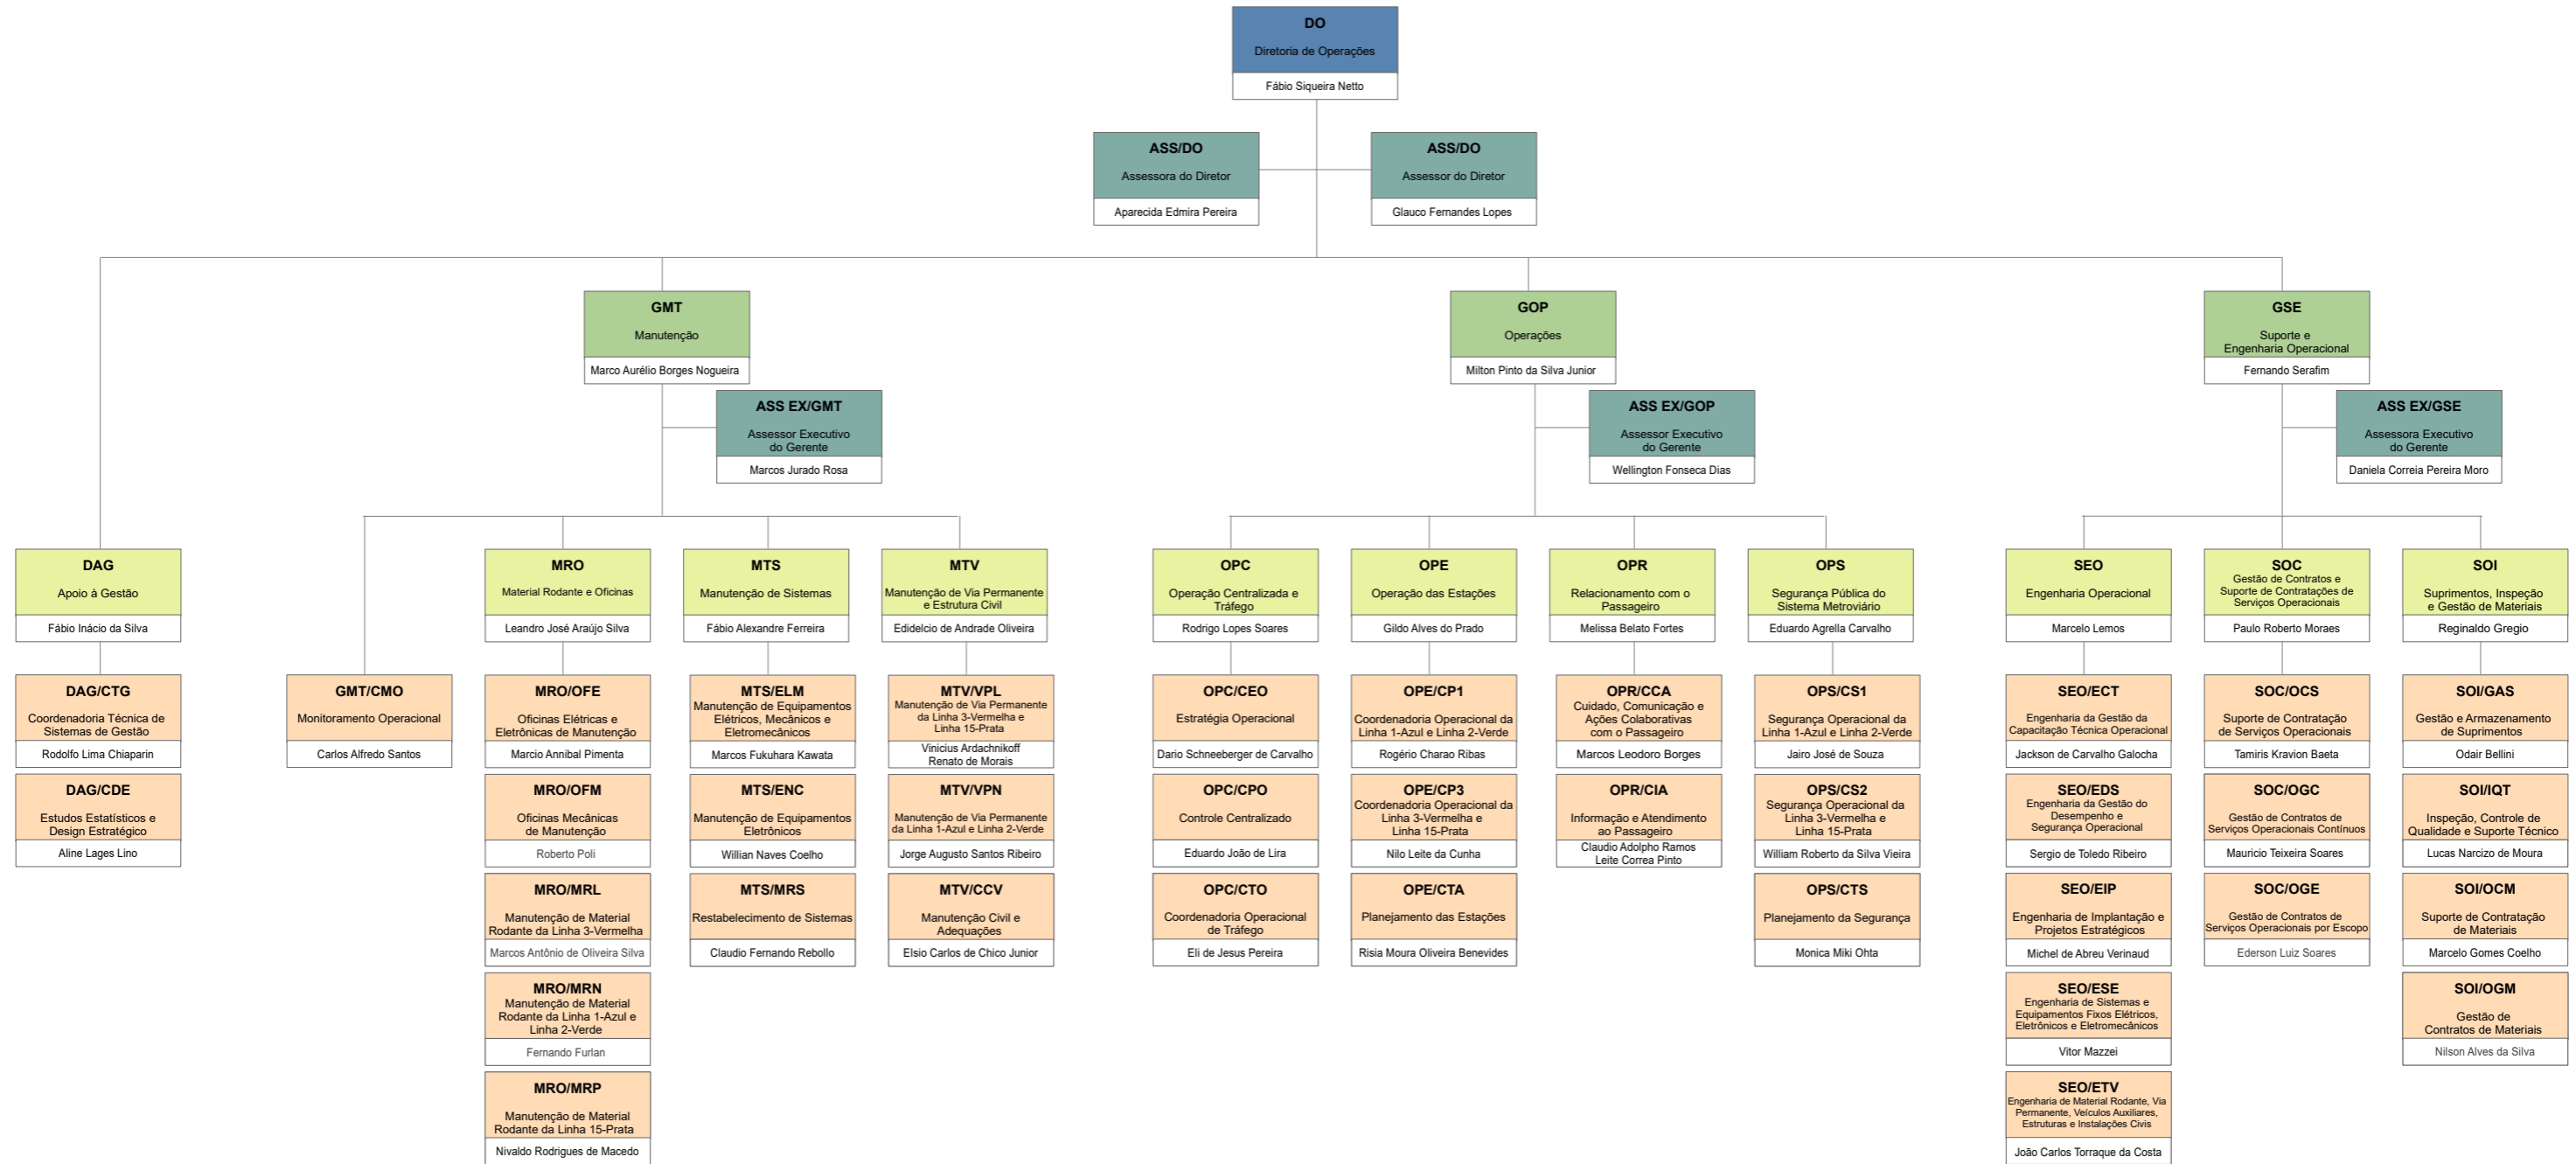 DO
Diretoria de Operações
Fábio Siqueira Netto
ASS/DO
Assessora do Diretor
Aparecida Edmira Pereira
ASS/DO
Assessor do Diretor
Glauco Fernandes Lopes
GMT
Manutenção
Marco Aurélio Borges Nogueira
GOP
Operações
Milton Pinto da Silva Junior
GSE
Suporte e
Engenharia Operacional
Fernando Serafim
ASS EX/GMT
Assessor Executivo
do Gerente
Marcos Jurado Rosa
ASS EX/GOP
Assessor Executivo
do Gerente
Wellington Fonseca Dias
ASS EX/GSE
Assessora Executivo
do Gerente
Daniela Correia Pereira Moro
DAG
Apoio à Gestão
Fábio Inácio da Silva
DAG/CTG
Coordenadoria Técnica de
Sistemas de Gestão
Rodolfo Lima Chiaparin
DAG/CDE
Estudos Estatísticos e
Design Estratégico
Aline Lages Lino
GMT/CMO
Monitoramento Operacional
Carlos Alfredo Santos
MRO
Material Rodante e Oficinas
Leandro José Araújo Silva
MRO/OFE
Oficinas Elétricas e
Eletrônicas de Manutenção
Marcio Annibal Pimenta
MRO/OFM
Oficinas Mecânicas
de Manutenção
Roberto Poli
MRO/MRL
Manutenção de Material
Rodante da Linha 3-Vermelha
Marcos Antônio de Oliveira Silva
MRO/MRN
Manutenção de Material
Rodante da Linha 1-Azul e
Linha 2-Verde
Fernando Furlan
MRO/MRP
Manutenção de Material
Rodante da Linha 15-Prata
Nivaldo Rodrigues de Macedo
MTS
Manutenção de Sistemas
Fábio Alexandre Ferreira
MTS/ELM
Manutenção de Equipamentos
Elétricos, Mecânicos e
Eletromecânicos
Marcos Fukuhara Kawata
MTS/ENC
Manutenção de Equipamentos
Eletrônicos
Willian Naves Coelho
MTS/MRS
Restabelecimento de Sistemas
Claudio Fernando Rebollo
MTV
Manutenção de Via Permanente
e Estrutura Civil
Edidelcio de Andrade Oliveira
MTV/VPL
Manutenção de Via Permanente
da Linha 3-Vermelha e
Linha 15-Prata
Vinicius Ardachnikoff
Renato de Morais
MTV/VPN
Manutenção de Via Permanente
da Linha 1-Azul e Linha 2-Verde
Jorge Augusto Santos Ribeiro
MTV/CCV
Manutenção Civil e
Adequações
Elsio Carlos de Chico Junior
OPC
Operação Centralizada e
Tráfego
Rodrigo Lopes Soares
OPC/CEO
Estratégia Operacional
Dario Schneeberger de Carvalho
OPC/CPO
Controle Centralizado
Eduardo João de Lira
OPC/CTO
Coordenadoria Operacional
de Tráfego
Eli de Jesus Pereira
OPE
Operação das Estações
Gildo Alves do Prado
OPE/CP1
Coordenadoria Operacional da
Linha 1-Azul e Linha 2-Verde
Rogério Charao Ribas
OPE/CP3
Coordenadoria Operacional da
Linha 3-Vermelha e
Linha 15-Prata
Nilo Leite da Cunha
OPE/CTA
Planejamento das Estações
Risia Moura Oliveira Benevides
OPR
Relacionamento com o
Passageiro
Melissa Belato Fortes
OPR/CCA
Cuidado, Comunicação e
Ações Colaborativas
com o Passageiro
Marcos Leodoro Borges
OPR/CIA
Informação e Atendimento
ao Passageiro
Claudio Adolpho Ramos
Leite Correa Pinto
OPS
Segurança Pública do
Sistema Metroviário
Eduardo Agrella Carvalho
OPS/CS1
Segurança Operacional da
Linha 1-Azul e Linha 2-Verde
Jairo José de Souza
OPS/CS2
Segurança Operacional da
Linha 3-Vermelha e
Linha 15-Prata
William Roberto da Silva Vieira
OPS/CTS
Planejamento da Segurança
Monica Miki Ohta
SEO
Engenharia Operacional
Marcelo Lemos
SEO/ECT
Engenharia da Gestão da
Capacitação Técnica Operacional
Jackson de Carvalho Galocha
SEO/EDS
Engenharia da Gestão do
Desempenho e
Segurança Operacional
Sergio de Toledo Ribeiro
SEO/EIP
Engenharia de Implantação e
Projetos Estratégicos
Michel de Abreu Verinaud
SEO/ESE
Engenharia de Sistemas e
Equipamentos Fixos Elétricos,
Eletrônicos e Eletromecânicos
Vitor Mazzei
SEO/ETV
Engenharia de Material Rodante, Via
Permanente, Veículos Auxiliares,
Estruturas e Instalações Civis
João Carlos Torraque da Costa
SOC
Gestão de Contratos e
Suporte de Contratações de
Serviços Operacionais
Paulo Roberto Moraes
SOC/OCS
Suporte de Contratação
de Serviços Operacionais
Tamiris Kravion Baeta
SOC/OGC
Gestão de Contratos de
Serviços Operacionais Contínuos
Mauricio Teixeira Soares
SOC/OGE
Gestão de Contratos de
Serviços Operacionais por Escopo
Ederson Luiz Soares
SOI
Suprimentos, Inspeção
e Gestão de Materiais
Reginaldo Gregio
SOI/GAS
Gestão e Armazenamento
de Suprimentos
Odair Bellini
SOI/IQT
Inspeção, Controle de
Qualidade e Suporte Técnico
Lucas Narcizo de Moura
SOI/OCM
Suporte de Contratação
de Materiais
Marcelo Gomes Coelho
SOI/OGM
Gestão de
Contratos de Materiais
Nilson Alves da Silva